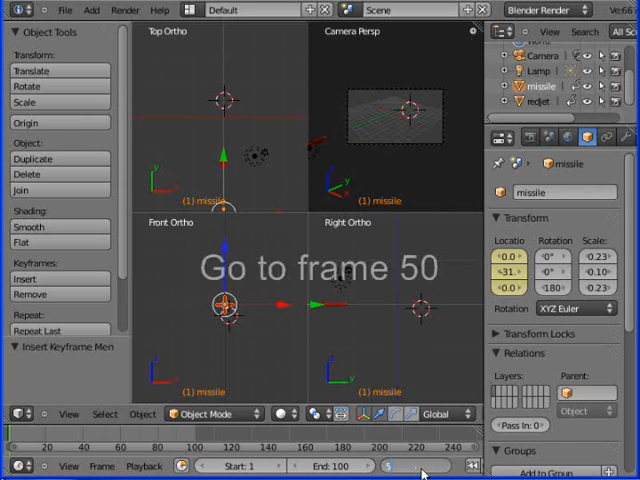 File Add Render Help Default Scene Blender Render Ve:66
Object Tools
Transform:
Translate
Rotate
Scale
Origin
Object:
Duplicate
Delete
Join
Shading:
Smooth
Flat
Keyframes:
Insert
Remove
Repeat:
Repeat Last
Insert Keyframe Men
Top Ortho
(1) missile
Camera Persp
(1) missile
Front Ortho
(1) missile
Right Ortho
(1) missile
Go to frame 50
View Search All Sc
Camera
Lamp
missile
redjet
missile
missile
Transform
Locatio Rotation Scale:
0.0 0° 0.23
-31. 0° 0.10
0.0 180 0.23
Rotation XYZ Euler
Transform Locks
Relations
Layers: Parent:
Object
Pass In: 0
Groups
Add to Group
View Select Object Object Mode Global
20 40 60 80 100 120 140 160 180 200 220 240
View Frame Playback Start: 1 End: 100 5